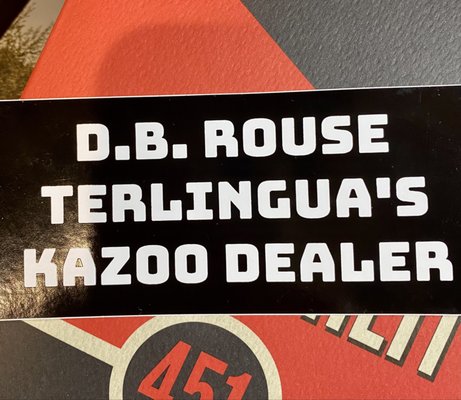 D.B. ROUSE
TERLINGUA'S
KAZOO DEALER
451